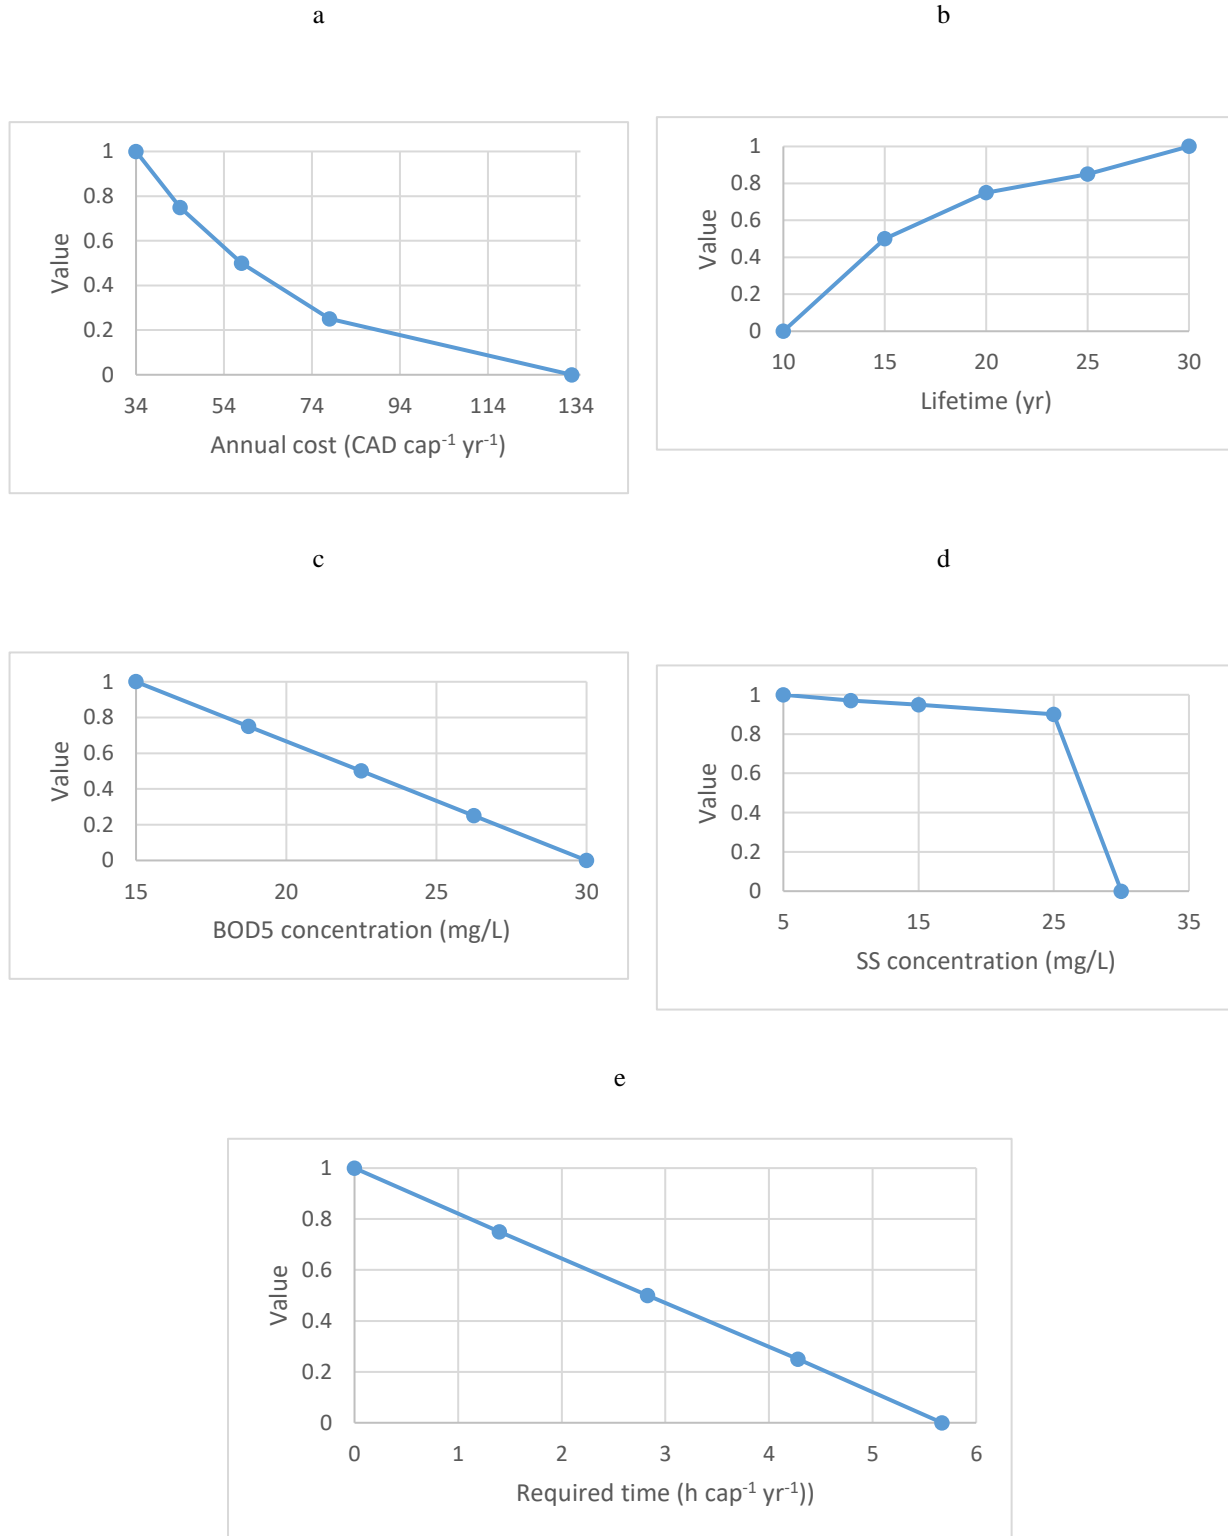 a
b
1
0.8
0.6
0.4
0.2
0
Value
34 54 74 94 114 134
Annual cost (CAD cap⁻¹ yr⁻¹)
1
0.8
0.6
0.4
0.2
0
Value
10 15 20 25 30
Lifetime (yr)
c
d
1
0.8
0.6
0.4
0.2
0
Value
15 20 25 30
BOD5 concentration (mg/L)
1
0.8
0.6
0.4
0.2
0
Value
5 15 25 35
SS concentration (mg/L)
e
1
0.8
0.6
0.4
0.2
0
Value
0 1 2 3 4 5 6
Required time (h cap⁻¹ yr⁻¹))